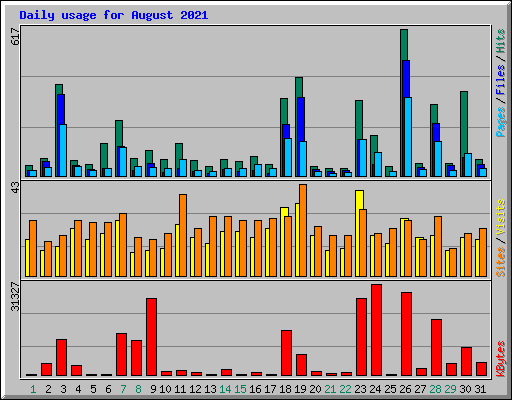 Daily usage for August 2021
617
Pages / Files / Hits
43
Sites / Visits
31327
KBytes
1 2 3 4 5 6 7 8 9 10 11 12 13 14 15 16 17 18 19 20 21 22 23 24 25 26 27 28 29 30 31